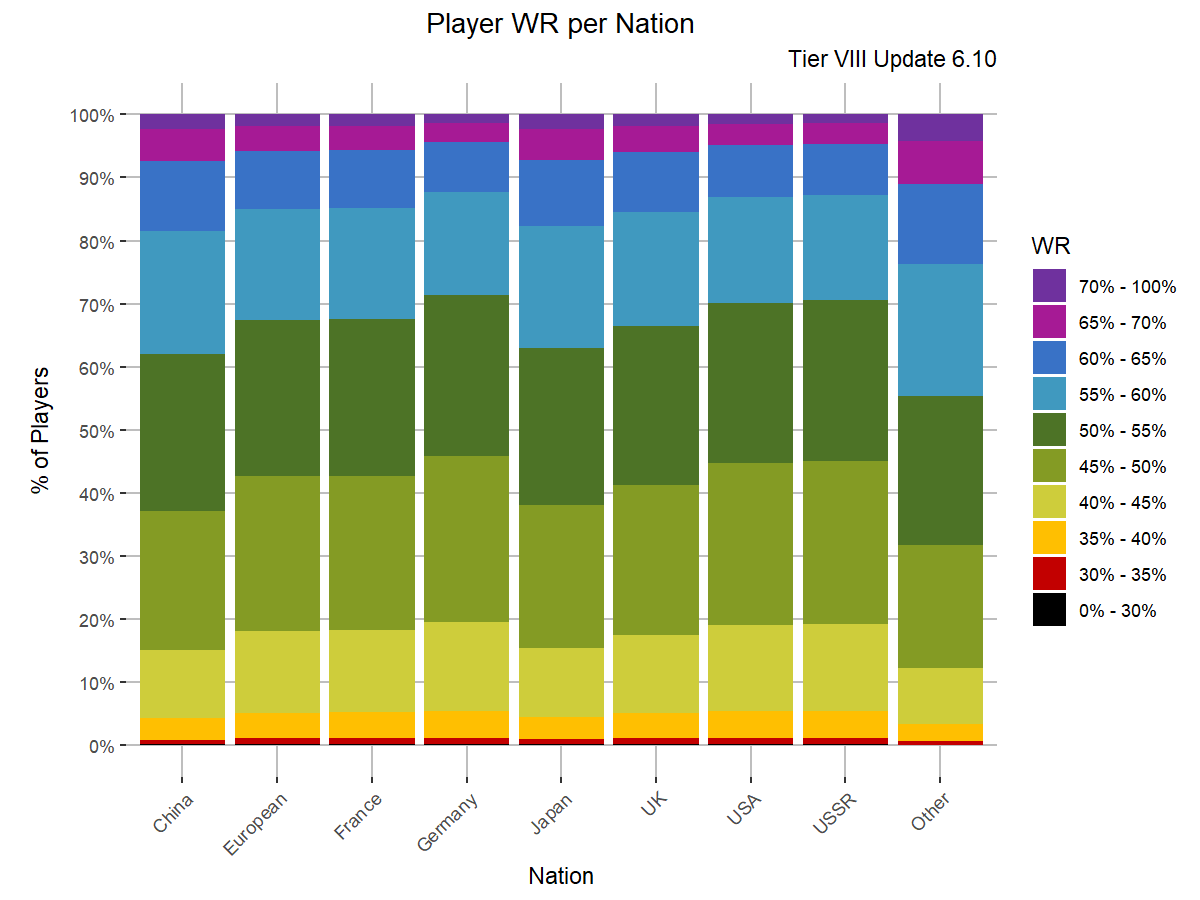 Player WR per Nation
Tier VIII Update 6.10
% of Players
100%
90%
80%
70%
60%
50%
40%
30%
20%
10%
0%
China
European
France
Germany
Japan
UK
USA
USSR
Other
Nation
WR
70% - 100%
65% - 70%
60% - 65%
55% - 60%
50% - 55%
45% - 50%
40% - 45%
35% - 40%
30% - 35%
0% - 30%